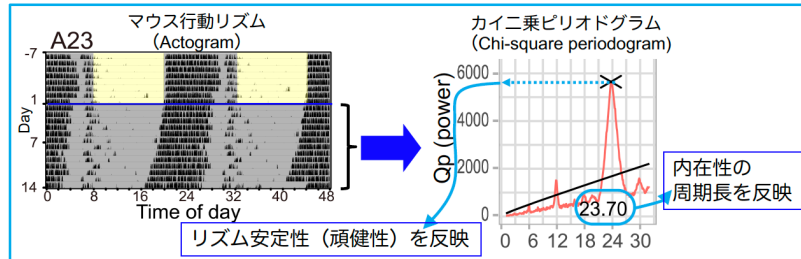 マウス行動リズム
（Actogram）
A23
-7
1
7
14
Day
0 8 16 24 32 40 48
Time of day
カイ二乗ピリオドグラム
（Chi-square periodogram）
Qp (power)
6000
4000
2000
0
23.70
0 6 12 18 24 30
リズム安定性（頑健性）を反映
内在性の
周期長を反映